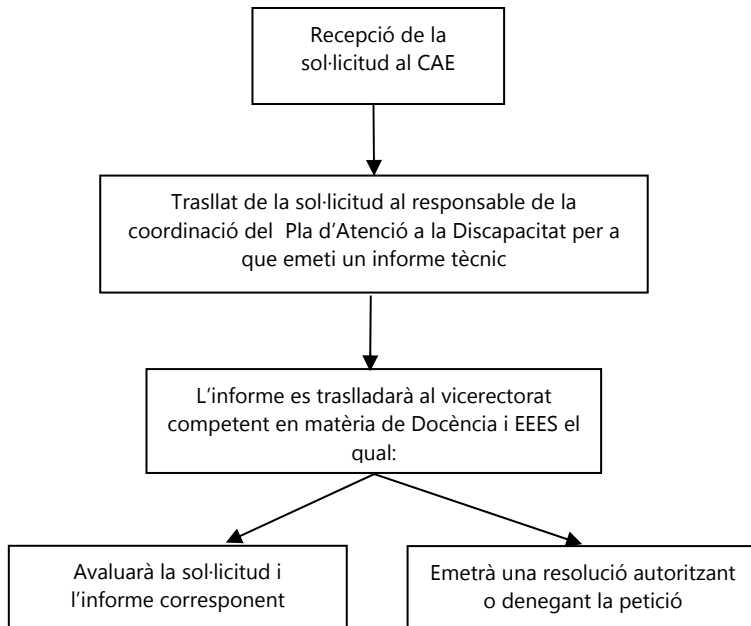 Recepció de la
sol·licitud al CAE
Trasllat de la sol·licitud al responsable de la
coordinació del Pla d'Atenció a la Discapacitat per a
que emeti un informe tècnic
L'informe es traslladarà al vicerectorat
competent en matèria de Docència i EEES el
qual:
Avaluarà la sol·licitud i
l'informe corresponent
Emetrà una resolució autoritzant
o denegant la petició